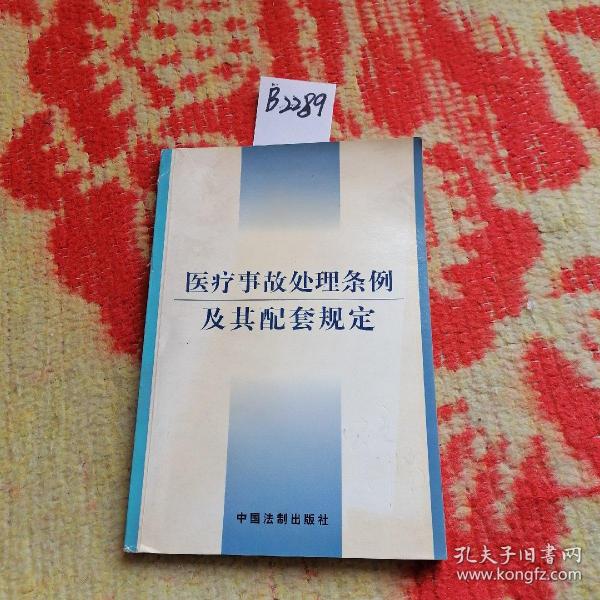 B2289
医疗事故处理条例
及其配套规定
中国法制出版社
孔夫子旧书网
www.kongfz.com